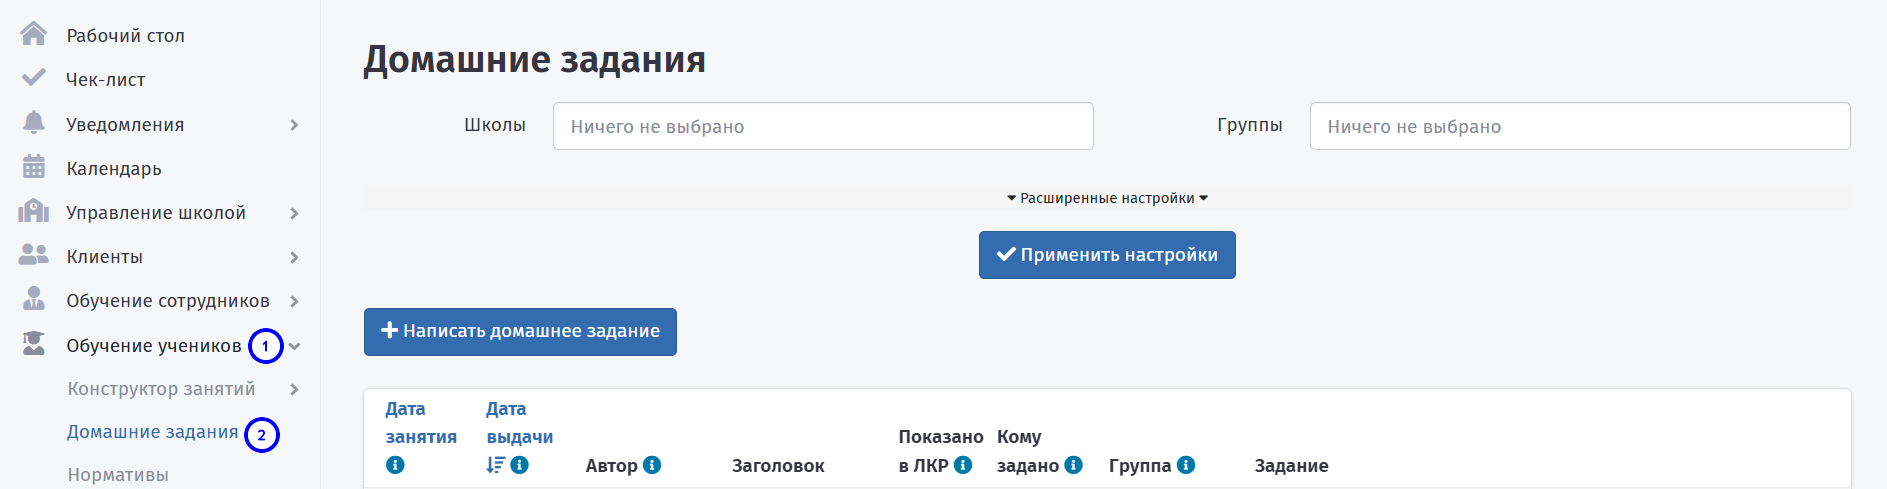 Рабочий стол
Чек-лист
Уведомления
Календарь
Управление школой
Клиенты
Обучение сотрудников
Обучение учеников 1
Конструктор занятий
Домашние задания 2
Нормативы
Домашние задания
Школы Ничего не выбрано Группы Ничего не выбрано
Расширенные настройки
Применить настройки
Написать домашнее задание
Дата занятия
Дата выдачи
Автор
Заголовок
Показано в ЛКР
Кому задано
Группа
Задание